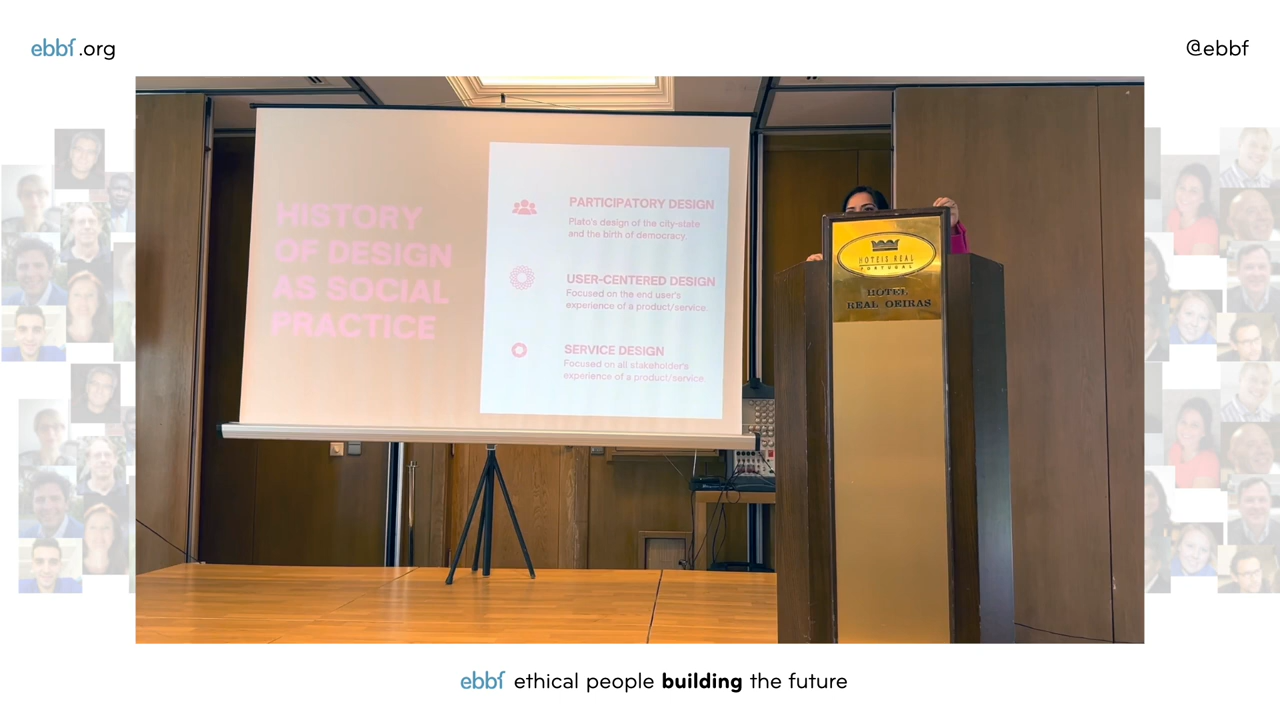 ebbf.org
@ebbf
HISTORY
OF DESIGN
AS SOCIAL
PRACTICE
PARTICIPATORY DESIGN
Plato's design of the city-state
and the birth of democracy.
USER-CENTERED DESIGN
Focused on the end user's
experience of a product/service.
SERVICE DESIGN
Focused on all stakeholder's
experience of a product/service.
HOTEIS REAL
PORTUGAL
HOTEL
REAL OEIRAS
ebbf ethical people building the future